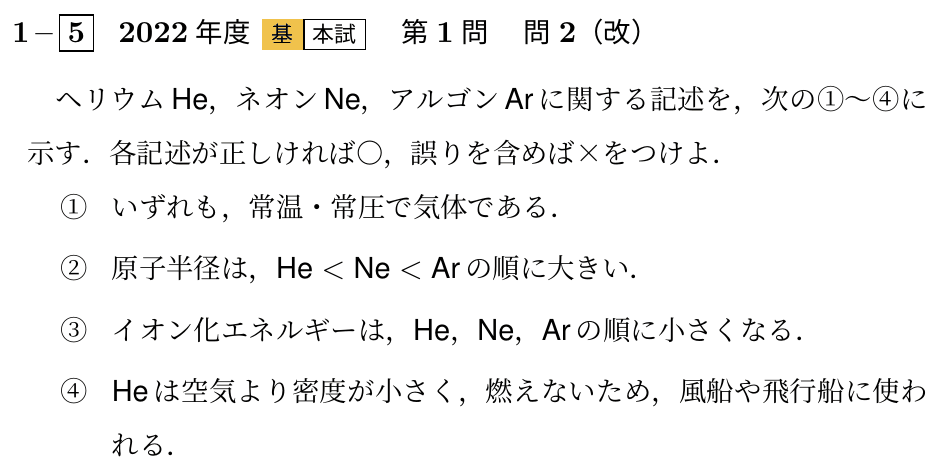 1−5 2022年度 基 本試 第1問 問2（改）
ヘリウムHe，ネオンNe，アルゴンArに関する記述を，次の①〜④に
示す．各記述が正しければ○，誤りを含めば×をつけよ．
① いずれも，常温・常圧で気体である．
② 原子半径は，He < Ne < Arの順に大きい．
③ イオン化エネルギーは，He，Ne，Arの順に小さくなる．
④ Heは空気より密度が小さく，燃えないため，風船や飛行船に使わ
れる．